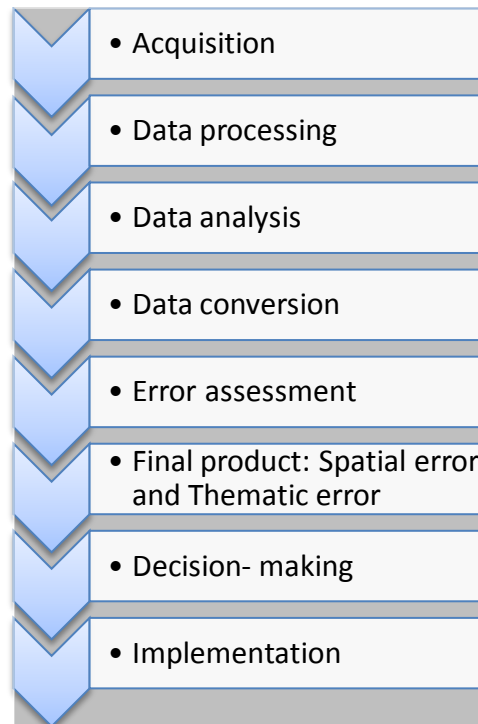 • Acquisition
• Data processing
• Data analysis
• Data conversion
• Error assessment
• Final product: Spatial error
and Thematic error
• Decision- making
• Implementation